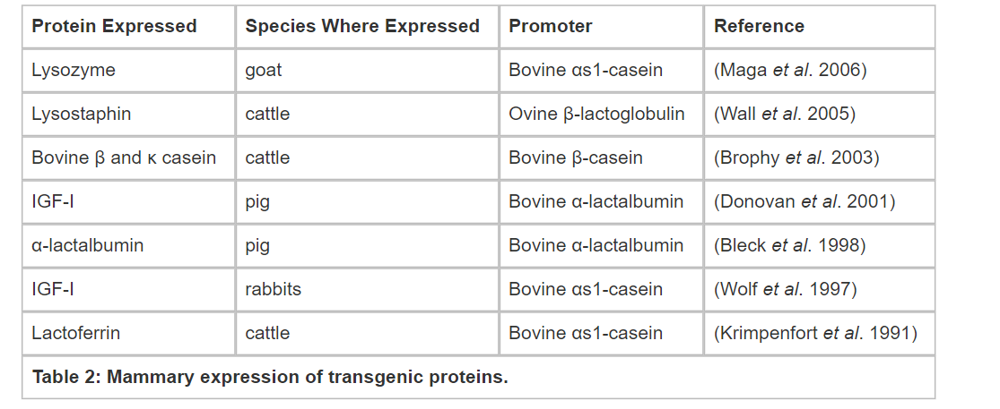 Protein Expressed Species Where Expressed Promoter Reference
Lysozyme goat Bovine αs1-casein (Maga et al. 2006)
Lysostaphin cattle Ovine β-lactoglobulin (Wall et al. 2005)
Bovine β and κ casein cattle Bovine β-casein (Brophy et al. 2003)
IGF-I pig Bovine α-lactalbumin (Donovan et al. 2001)
α-lactalbumin pig Bovine α-lactalbumin (Bleck et al. 1998)
IGF-I rabbits Bovine αs1-casein (Wolf et al. 1997)
Lactoferrin cattle Bovine αs1-casein (Krimpenfort et al. 1991)
Table 2: Mammary expression of transgenic proteins.